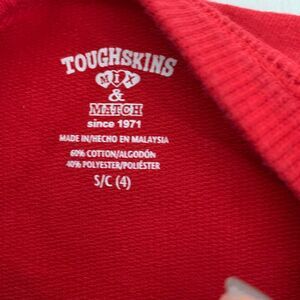 TOUGHSKINS
MIX
&
MATCH
since 1971
MADE IN/HECHO EN MALAYSIA
60% COTTON/ALGODÓN
40% POLYESTER/POLIÉSTER
S/C (4)